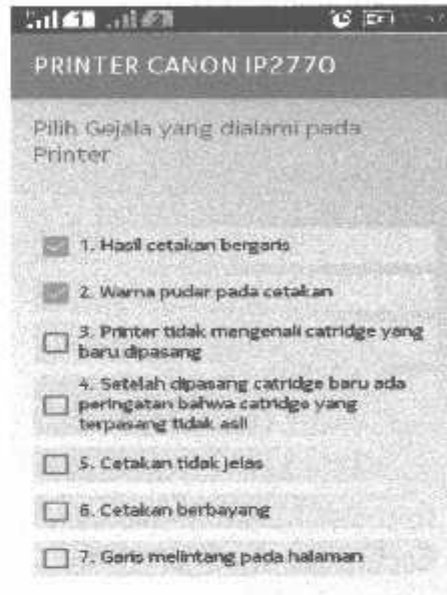 PRINTER CANON IP2770
Pilih Gejala yang dialami pada
Printer
1. Hasil cetakan bergaris
2. Warna pudar pada cetakan
3. Printer tidak mengenali catridge yang
baru dipasang
4. Setelah dipasang catridge baru ada
peringatan bahwa catridge yang
terpasang tidak asli
5. Cetakan tidak jelas
6. Cetakan berbayang
7. Garis melintang pada halaman